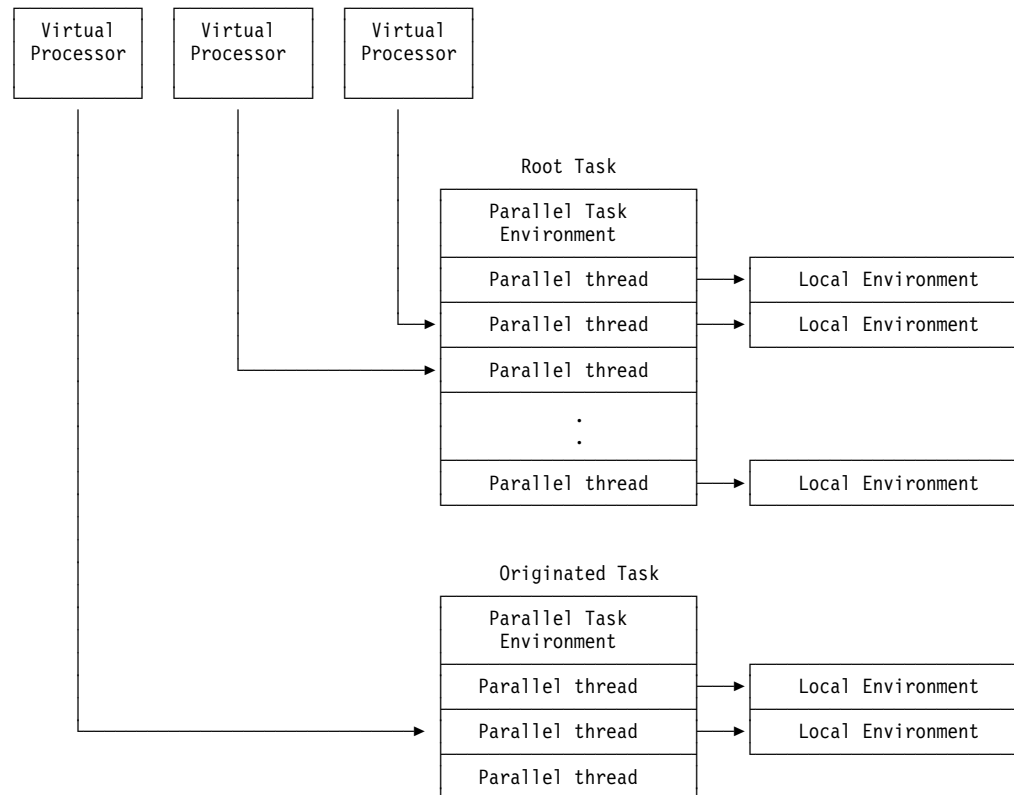 Virtual
Processor
Virtual
Processor
Virtual
Processor
Root Task
Parallel Task
Environment
Parallel thread
Local Environment
Parallel thread
Local Environment
Parallel thread
.
.
Parallel thread
Local Environment
Originated Task
Parallel Task
Environment
Parallel thread
Local Environment
Parallel thread
Local Environment
Parallel thread